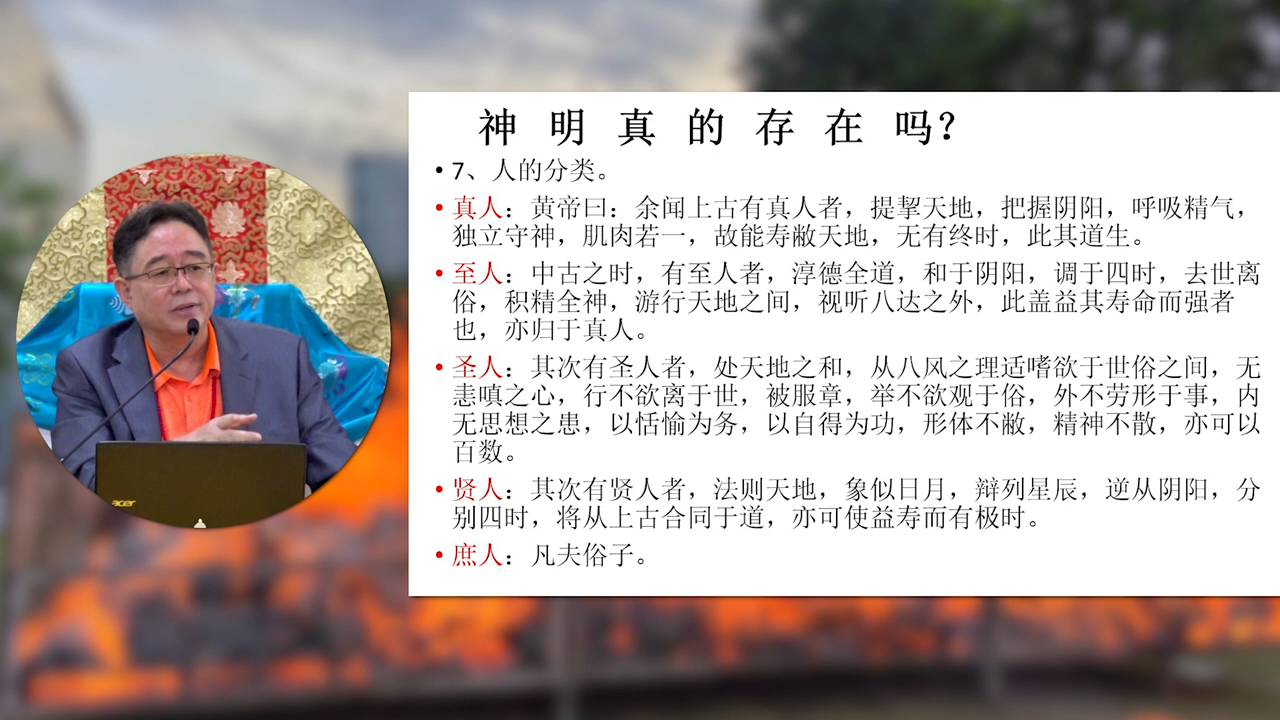 神明真的存在吗?
• 7、人的分类。
• 真人：黄帝曰：余闻上古有真人者，提挈天地，把握阴阳，呼吸精气，
独立守神，肌肉若一，故能寿敝天地，无有终时，此其道生。
• 至人：中古之时，有至人者，淳德全道，和于阴阳，调于四时，去世离
俗，积精全神，游行天地之间，视听八达之外，此盖益其寿命而强者
也，亦归于真人。
• 圣人：其次有圣人者，处天地之和，从八风之理适嗜欲于世俗之间，无
恚嗔之心，行不欲离于世，被服章，举不欲观于俗，外不劳形于事，内
无思想之患，以恬愉为务，以自得为功，形体不敝，精神不散，亦可以
百数。
• 贤人：其次有贤人者，法则天地，象似日月，辩列星辰，逆从阴阳，分
别四时，将从上古合同于道，亦可使益寿而有极时。
• 庶人：凡夫俗子。
acer